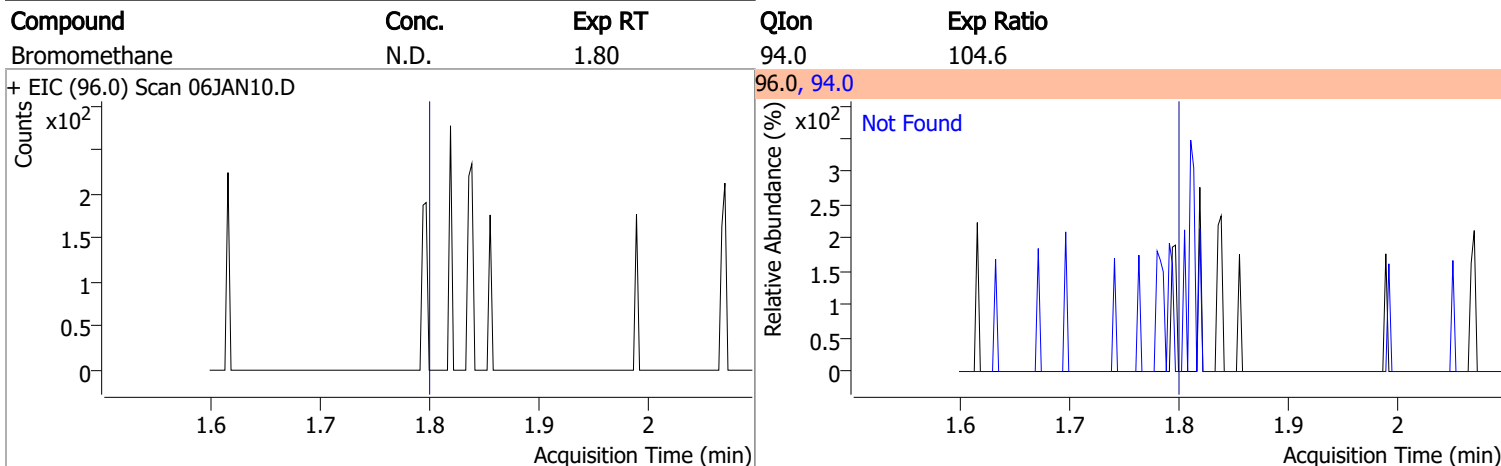 Compound Conc. Exp RT QIon Exp Ratio
Bromomethane N.D. 1.80 94.0 104.6
+ EIC (96.0) Scan 06JAN10.D
Counts
x10²
2
1.5
1
0.5
0
1.6 1.7 1.8 1.9 2
Acquisition Time (min)
96.0, 94.0
Relative Abundance (%)
x10²
Not Found
3
2.5
2
1.5
1
0.5
0
1.6 1.7 1.8 1.9 2
Acquisition Time (min)